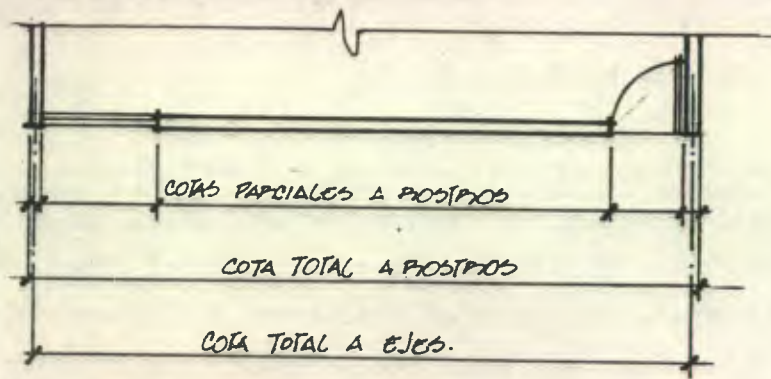 COTAS PARCIALES A ROSTROS
COTA TOTAL A ROSTROS
COTA TOTAL A EJES.